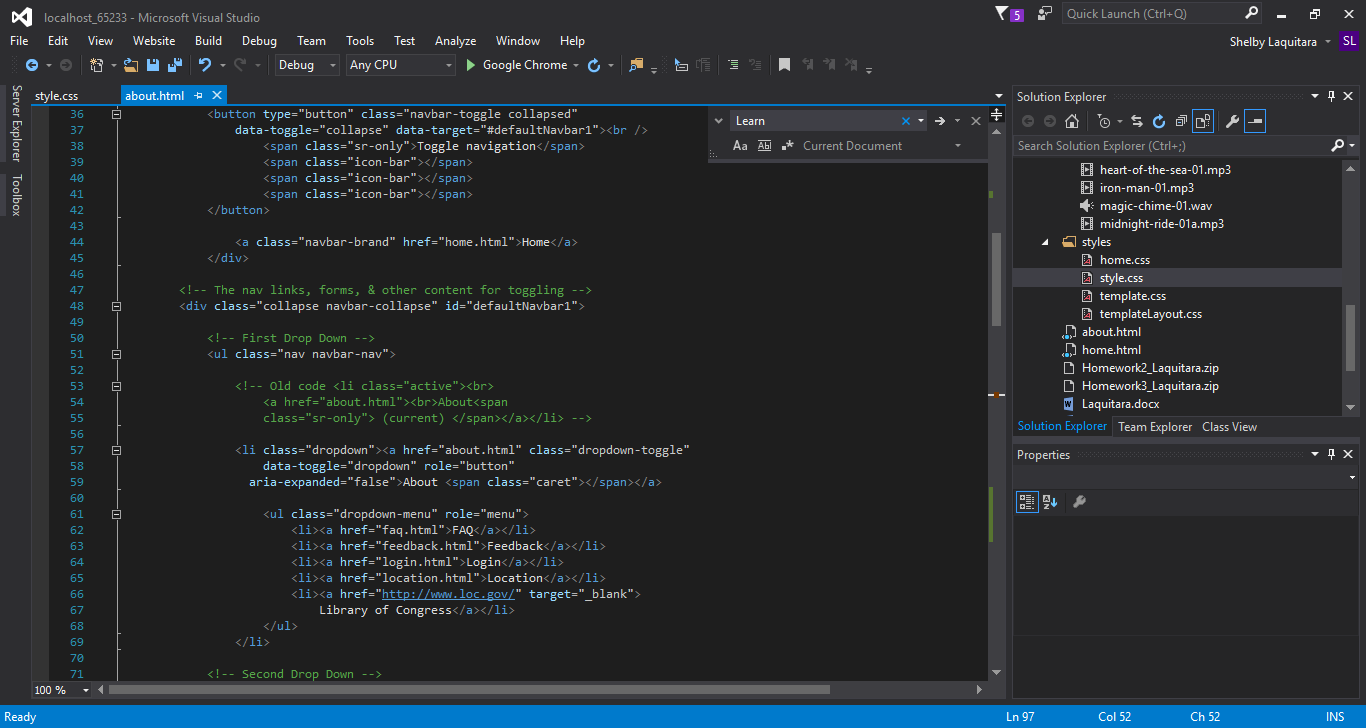 localhost_65233 - Microsoft Visual Studio
5
Quick Launch (Ctrl+Q)
File Edit View Website Build Debug Team Tools Test Analyze Window Help
Shelby Laquitara SL
Debug Any CPU Google Chrome
Server Explorer
Toolbox
style.css about.html
Learn
Aa Ab Current Document
36 <button type="button" class="navbar-toggle collapsed"
37 data-toggle="collapse" data-target="#defaultNavbar1"><br />
38 <span class="sr-only">Toggle navigation</span>
39 <span class="icon-bar"></span>
40 <span class="icon-bar"></span>
41 <span class="icon-bar"></span>
42 </button>
43
44 <a class="navbar-brand" href="home.html">Home</a>
45 </div>
46
47 <!-- The nav links, forms, & other content for toggling -->
48 <div class="collapse navbar-collapse" id="defaultNavbar1">
49
50 <!-- First Drop Down -->
51 <ul class="nav navbar-nav">
52
53 <!-- Old code <li class="active"><br>
54 <a href="about.html"><br>About<span
55 class="sr-only"> (current) </span></a></li> -->
56
57 <li class="dropdown"><a href="about.html" class="dropdown-toggle"
58 data-toggle="dropdown" role="button"
59 aria-expanded="false">About <span class="caret"></span></a>
60
61 <ul class="dropdown-menu" role="menu">
62 <li><a href="faq.html">FAQ</a></li>
63 <li><a href="feedback.html">Feedback</a></li>
64 <li><a href="login.html">Login</a></li>
65 <li><a href="location.html">Location</a></li>
66 <li><a href="http://www.loc.gov/" target="_blank">
67 Library of Congress</a></li>
68 </ul>
69 </li>
70
71 <!-- Second Drop Down -->
100 %
Solution Explorer
Search Solution Explorer (Ctrl+;)
heart-of-the-sea-01.mp3
iron-man-01.mp3
magic-chime-01.wav
midnight-ride-01a.mp3
styles
home.css
style.css
template.css
templateLayout.css
about.html
home.html
Homework2_Laquitara.zip
Homework3_Laquitara.zip
Laquitara.docx
Solution Explorer Team Explorer Class View
Properties
Ready Ln 97 Col 52 Ch 52 INS